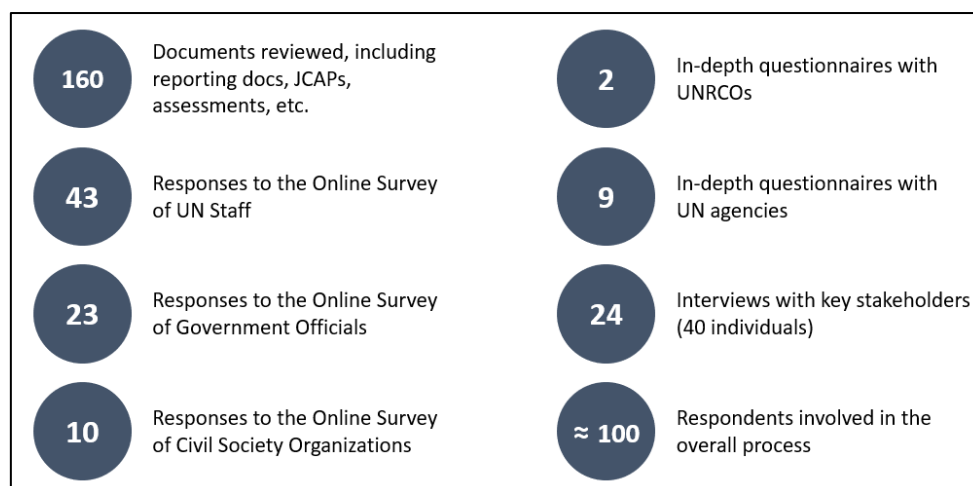 160
Documents reviewed, including
reporting docs, JCAPs,
assessments, etc.
43
Responses to the Online Survey
of UN Staff
23
Responses to the Online Survey
of Government Officials
10
Responses to the Online Survey
of Civil Society Organizations
2
In-depth questionnaires with
UNRCOs
9
In-depth questionnaires with
UN agencies
24
Interviews with key stakeholders
(40 individuals)
≈ 100
Respondents involved in the
overall process